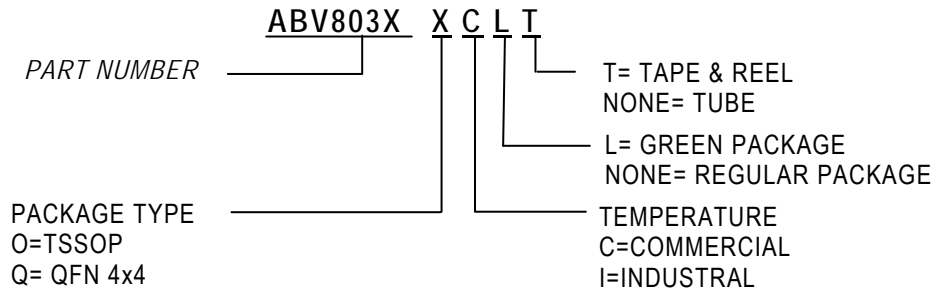 ABV803X X C L T
PART NUMBER
T= TAPE & REEL
NONE= TUBE
L= GREEN PACKAGE
NONE= REGULAR PACKAGE
PACKAGE TYPE
O=TSSOP
Q= QFN 4x4
TEMPERATURE
C=COMMERCIAL
I=INDUSTRAL